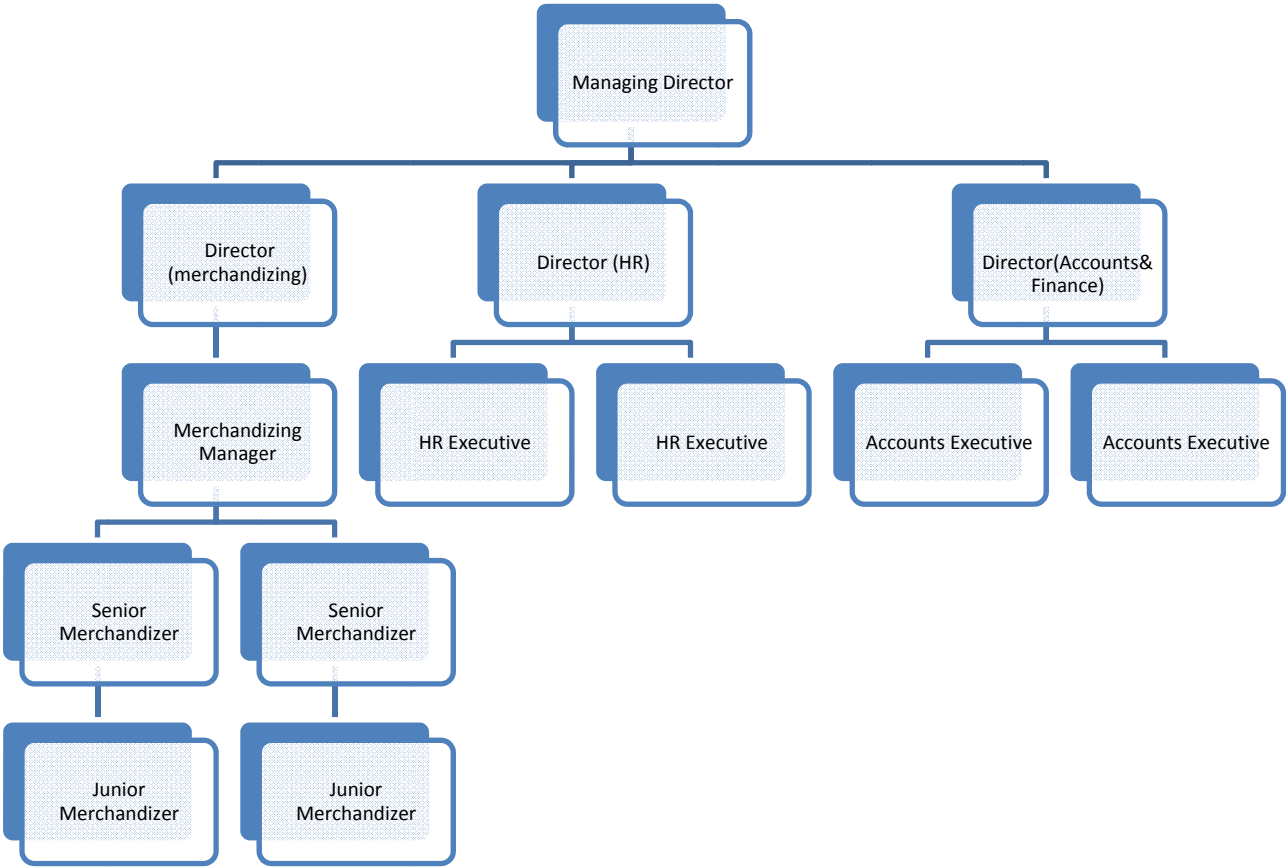 Managing Director
Director
(merchandizing)
Director (HR)
Director(Accounts&
Finance)
Merchandizing
Manager
HR Executive
HR Executive
Accounts Executive
Accounts Executive
Senior
Merchandizer
Senior
Merchandizer
Junior
Merchandizer
Junior
Merchandizer